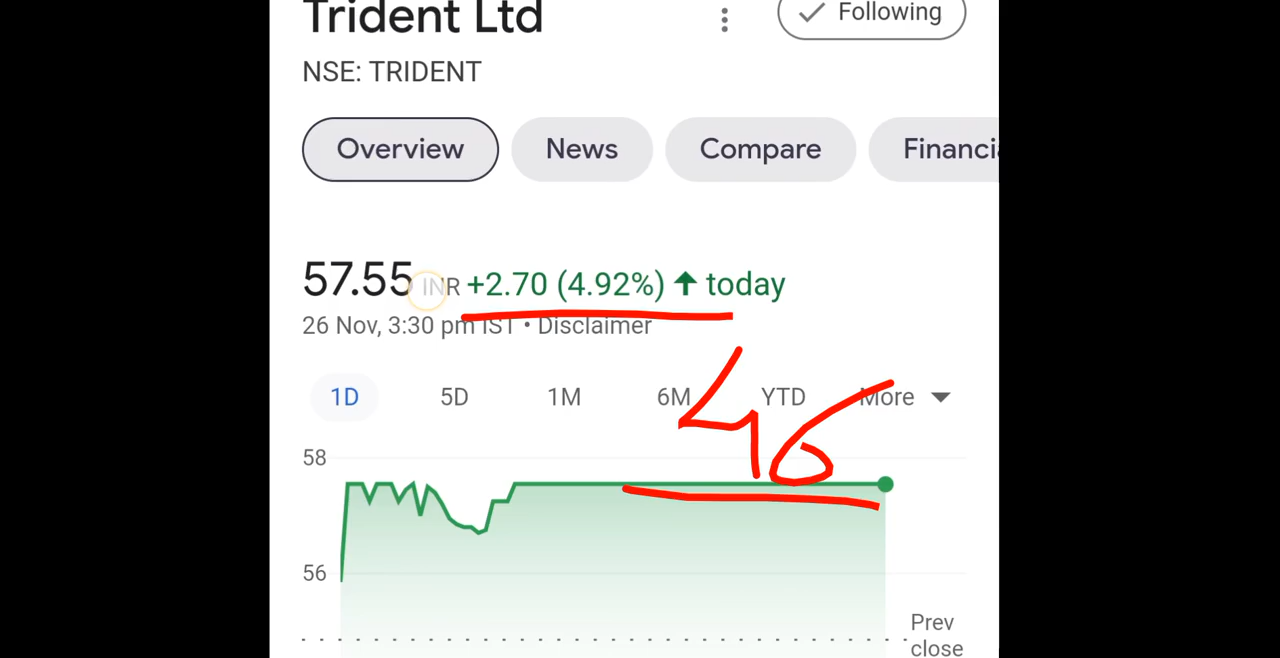 Trident Ltd
Following
NSE: TRIDENT
Overview News Compare Financi
57.55 INR +2.70 (4.92%) ↑ today
26 Nov, 3:30 pm IST • Disclaimer
1D 5D 1M 6M YTD More
46
58
56
Prev
close